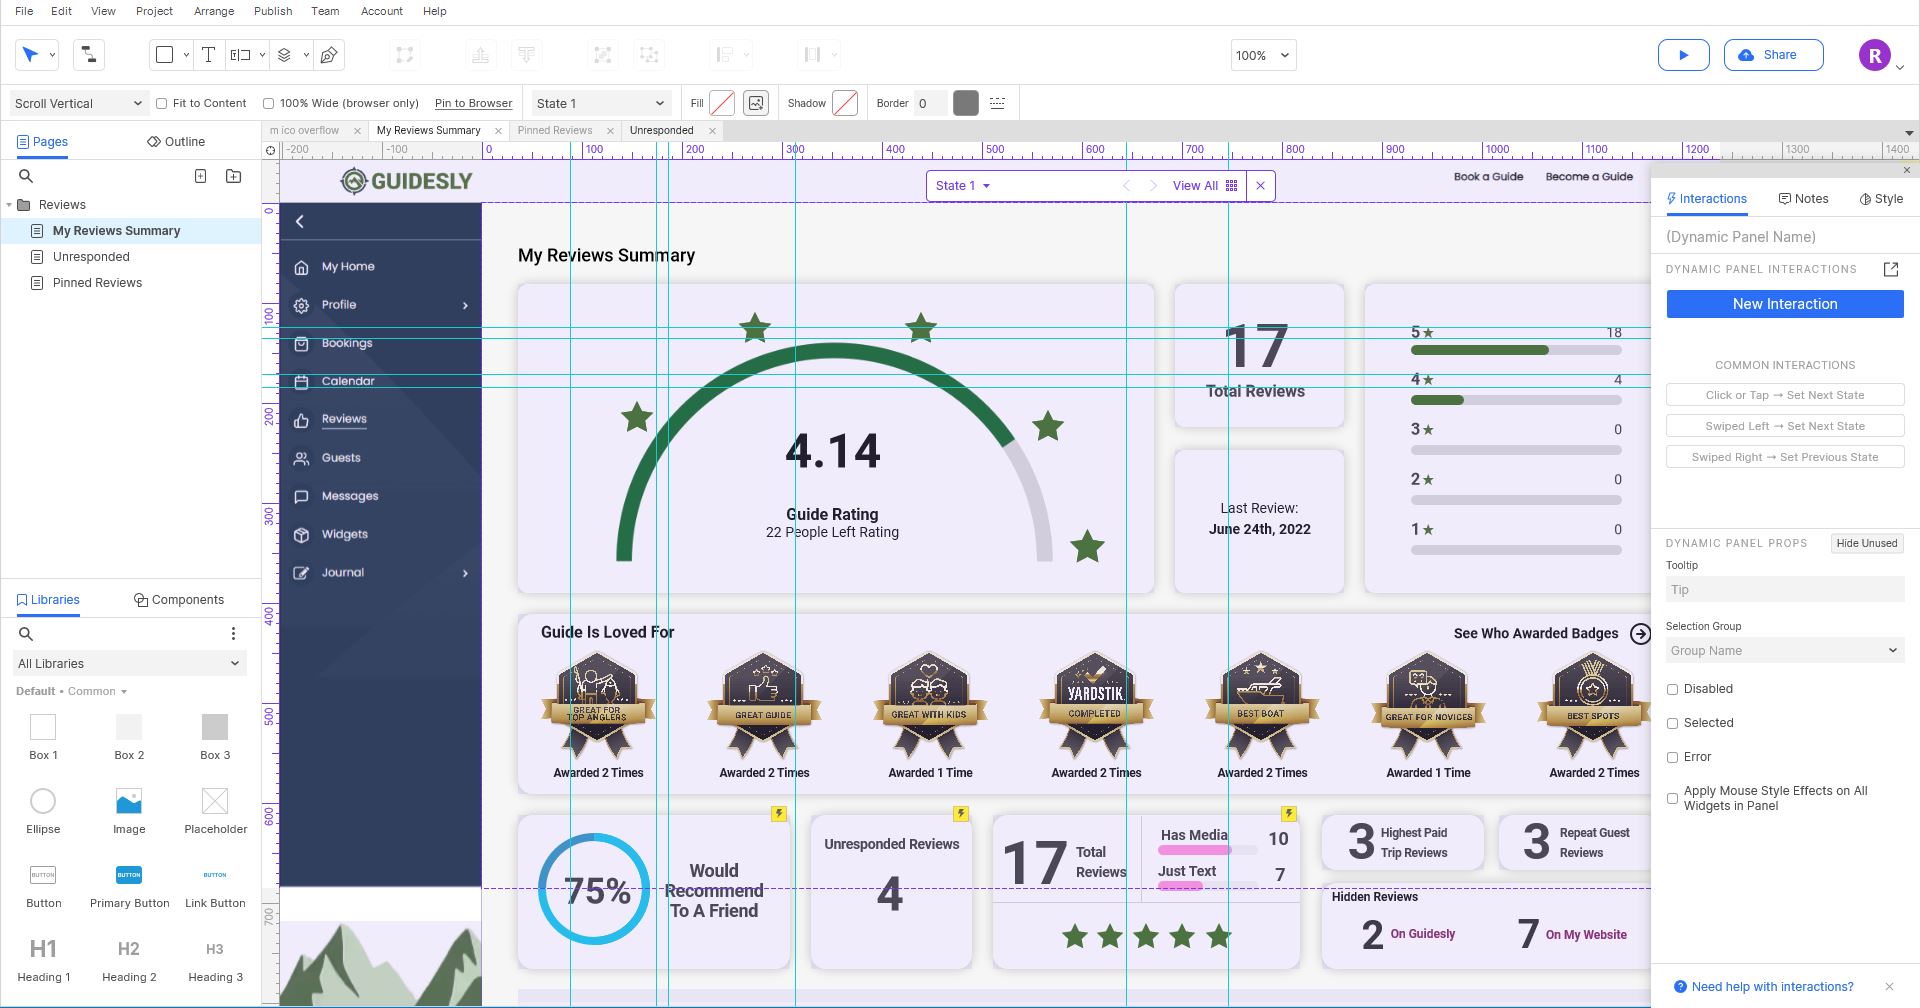 File Edit View Project Arrange Publish Team Account Help
100%
Share
R
Scroll Vertical
Fit to Content
100% Wide (browser only)
Pin to Browser
State 1
Fill
Shadow
Border 0
Pages
Outline
m ico overflow
My Reviews Summary
Pinned Reviews
Unresponded
-200 -100 0 100 200 300 400 500 600 700 800 900 1000 1100 1200 1300 1400
Reviews
My Reviews Summary
Unresponded
Pinned Reviews
Libraries
Components
All Libraries
Default • Common
Box 1
Box 2
Box 3
Ellipse
Image
Placeholder
BUTTON
BUTTON
BUTTON
Button
Primary Button
Link Button
H1
H2
H3
Heading 1
Heading 2
Heading 3
0
100
200
300
400
500
600
700
GUIDESLY
State 1
View All
Book a Guide
Become a Guide
My Home
Profile
Bookings
Calendar
Reviews
Guests
Messages
Widgets
Journal
My Reviews Summary
4.14
Guide Rating
22 People Left Rating
17
Total Reviews
Last Review:
June 24th, 2022
5 18
4 4
3 0
2 0
1 0
Guide Is Loved For
See Who Awarded Badges
GREAT FOR
TOP ANGLERS
Awarded 2 Times
GREAT GUIDE
Awarded 2 Times
GREAT WITH KIDS
Awarded 1 Time
YARDSTIK
COMPLETED
Awarded 2 Times
BEST BOAT
Awarded 2 Times
GREAT FOR NOVICES
Awarded 1 Time
BEST SPOTS
Awarded 2 Times
75%
Would
Recommend
To A Friend
Unresponded Reviews
4
17
Total
Reviews
Has Media 10
Just Text 7
3
Highest Paid
Trip Reviews
3
Repeat Guest
Reviews
Hidden Reviews
2 On Guidesly
7 On My Website
Interactions
Notes
Style
(Dynamic Panel Name)
DYNAMIC PANEL INTERACTIONS
New Interaction
COMMON INTERACTIONS
Click or Tap → Set Next State
Swiped Left → Set Next State
Swiped Right → Set Previous State
DYNAMIC PANEL PROPS
Hide Unused
Tooltip
Tip
Selection Group
Group Name
Disabled
Selected
Error
Apply Mouse Style Effects on All
Widgets in Panel
Need help with interactions?